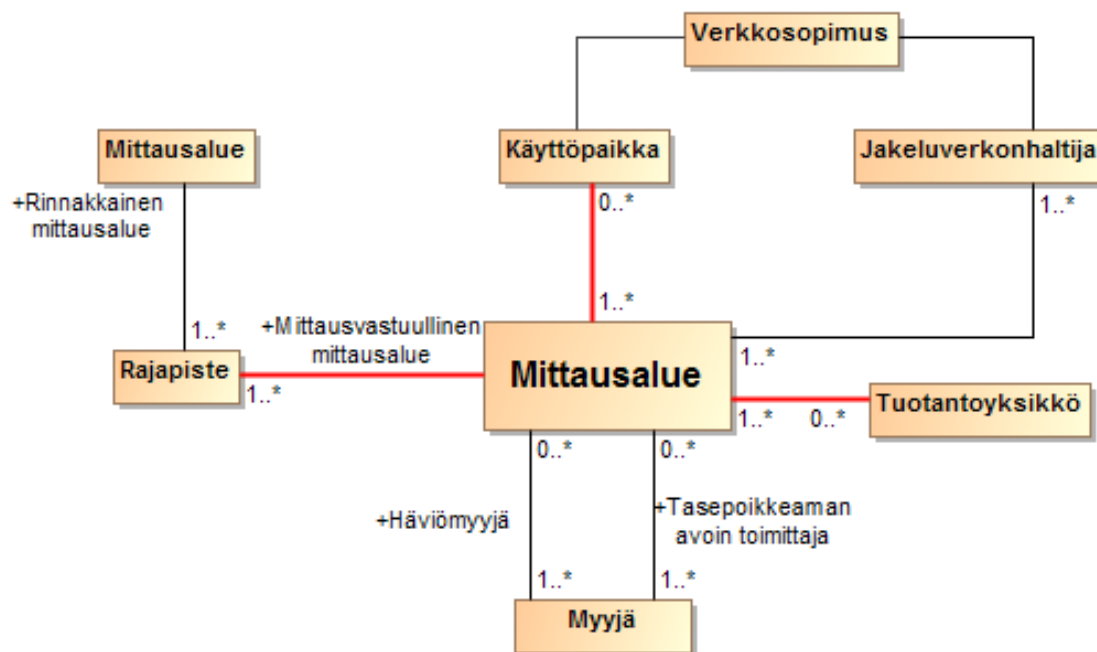 Verkkosopimus
Mittausalue
Käyttöpaikka
Jakeluverkonhaltija
+Rinnakkainen
mittausalue
0..*
1..*
1..*
1..*
+Mittausvastuullinen
mittausalue
Rajapiste
1..*
Mittausalue
1..*
1..*
0..*
Tuotantoyksikkö
0..*
0..*
+Häviömyyjä
+Tasepoikkeaman
avoin toimittaja
1..*
1..*
Myyjä